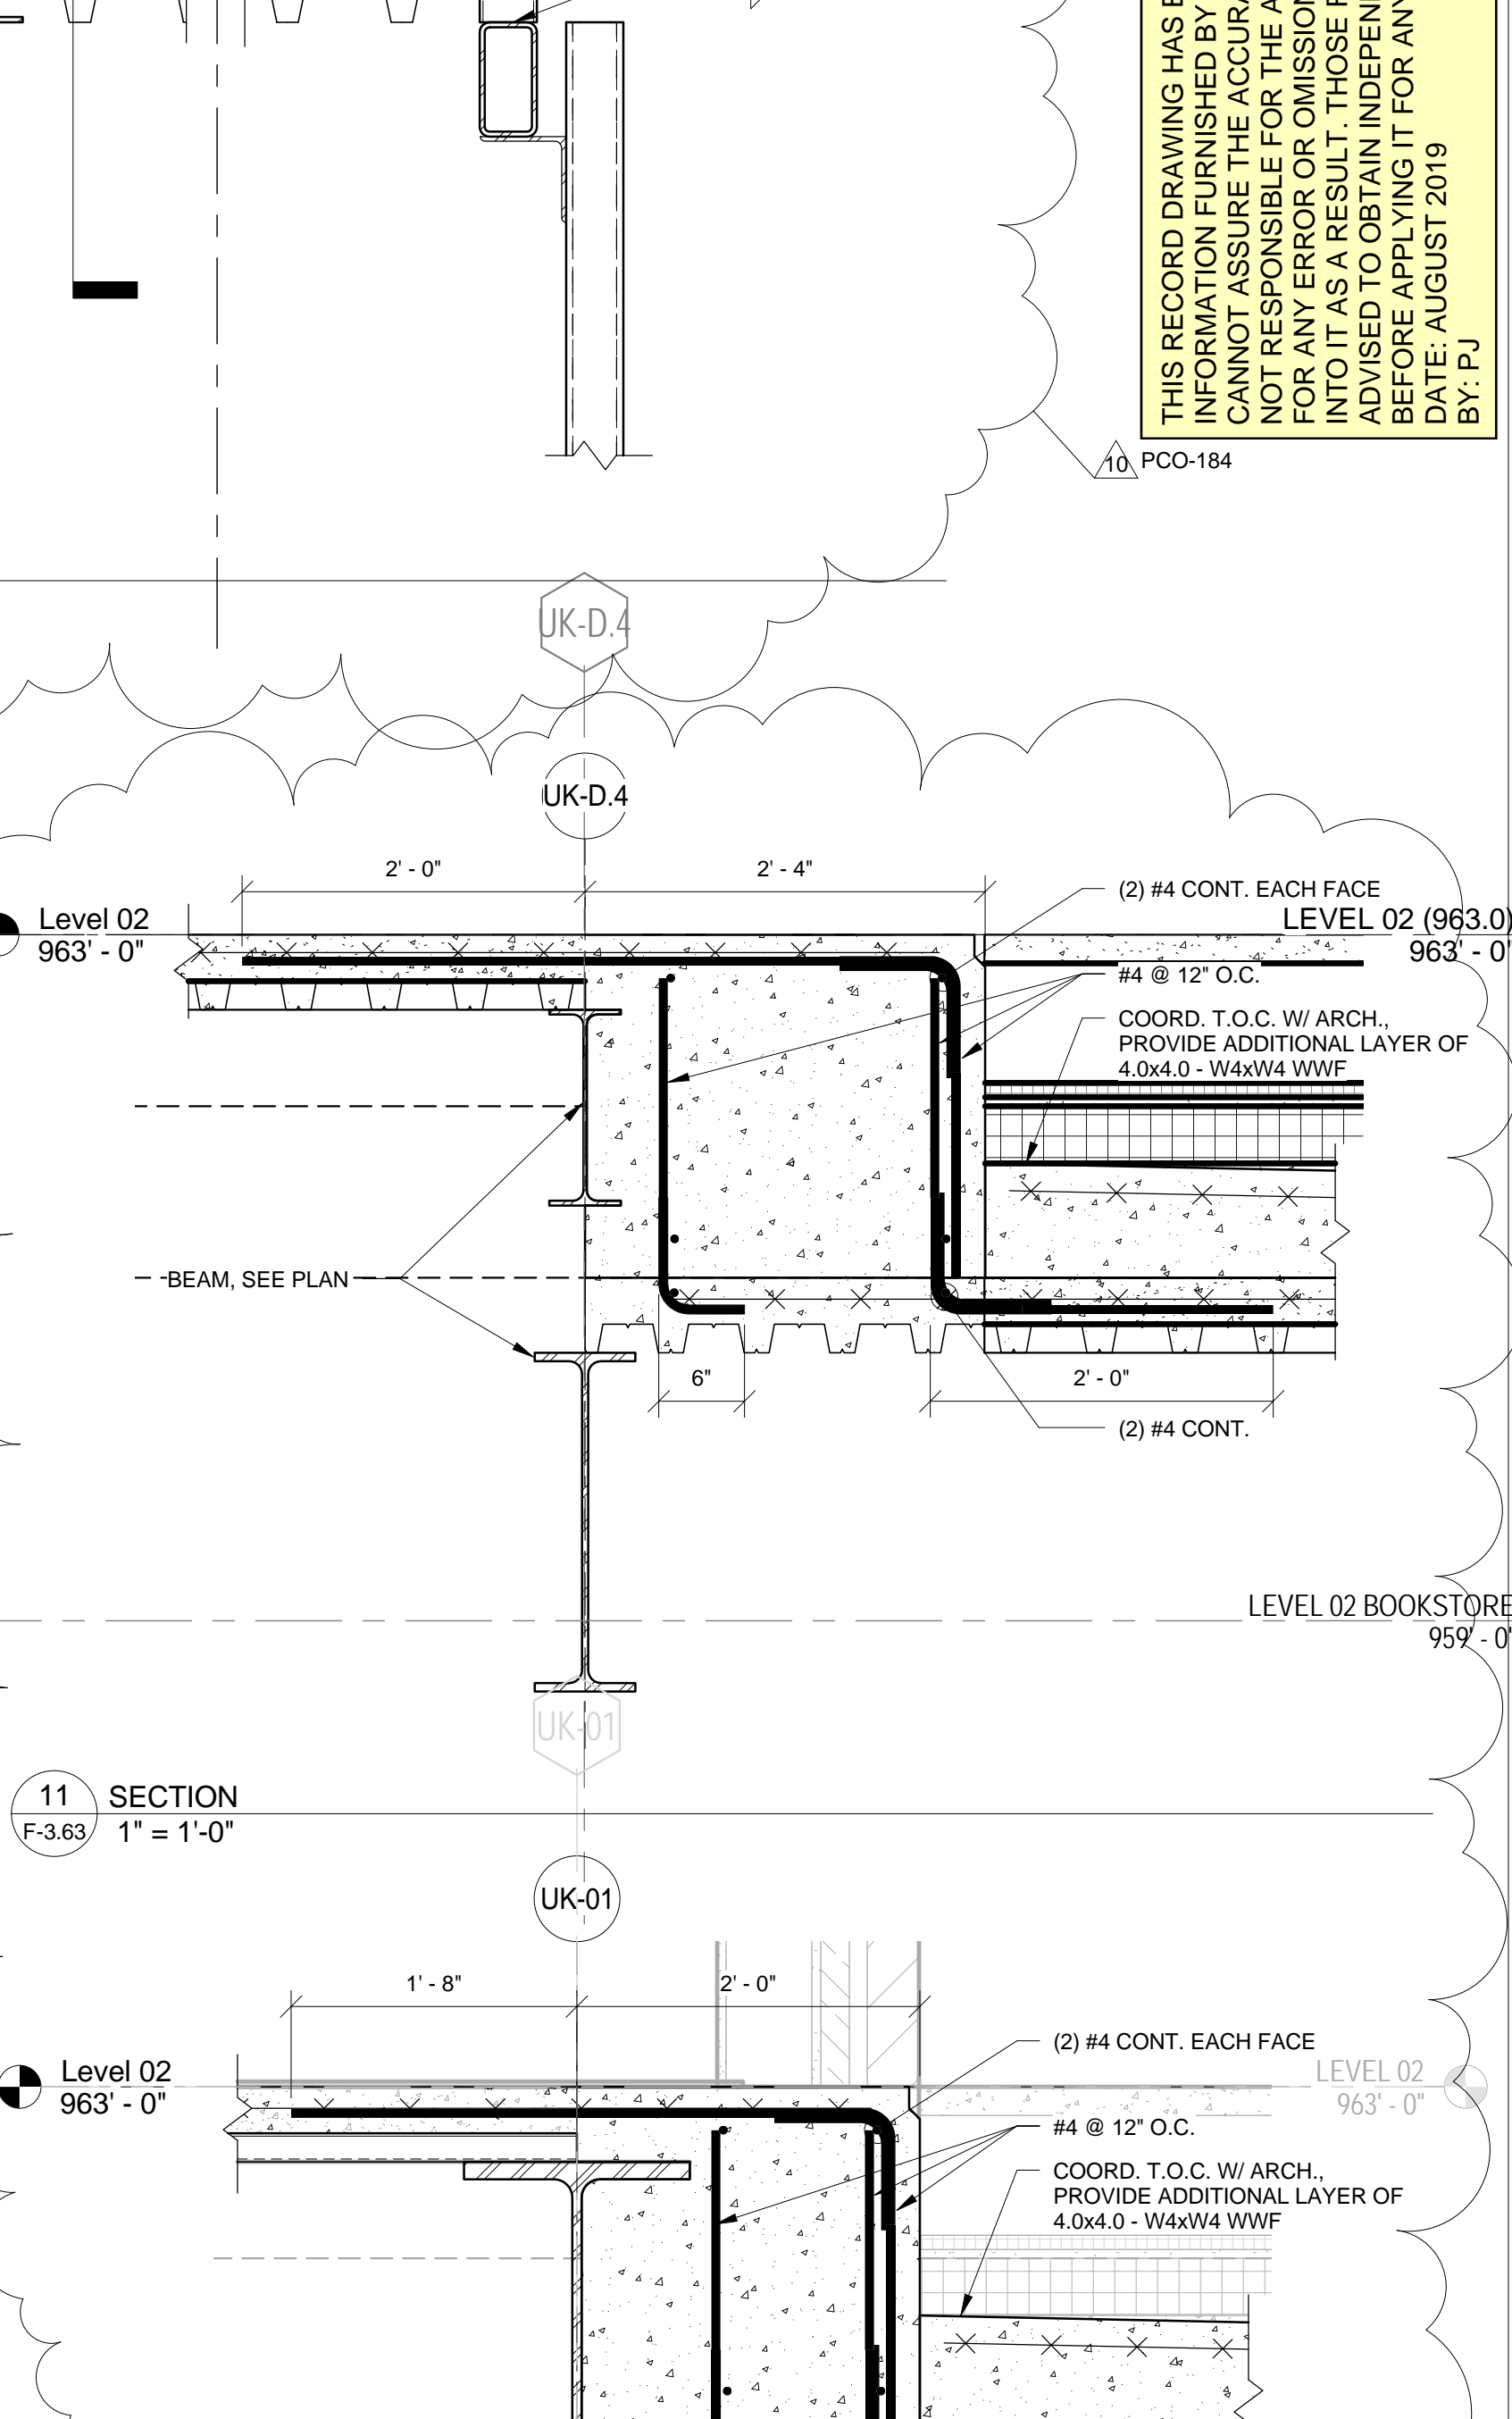 THIS RECORD DRAWING HAS
INFORMATION FURNISHED BY
CANNOT ASSURE THE
NOT RESPONSIBLE FOR THE
FOR ANY ERROR OR
INTO IT AS A RESULT. THOSE
ADVISED TO OBTAIN
BEFORE APPLYING IT FOR ANY
DATE: AUGUST 2019
BY: PJ
10 PCO-184
UK-D.4
UK-D.4
2' - 0"
2' - 4"
(2) #4 CONT. EACH FACE
Level 02
963' - 0"
LEVEL 02 (963.0)
963' - 0
#4 @ 12" O.C.
COORD. T.O.C. W/ ARCH.,
PROVIDE ADDITIONAL LAYER OF
4.0x4.0 - W4xW4 WWF
BEAM, SEE PLAN
6"
2' - 0"
(2) #4 CONT.
LEVEL 02 BOOKSTORE
959' - 0"
UK-01
11
F-3.63
SECTION
1" = 1'-0"
UK-01
1' - 8"
2' - 0"
(2) #4 CONT. EACH FACE
Level 02
963' - 0"
LEVEL 02
963' - 0"
#4 @ 12" O.C.
COORD. T.O.C. W/ ARCH.,
PROVIDE ADDITIONAL LAYER OF
4.0x4.0 - W4xW4 WWF